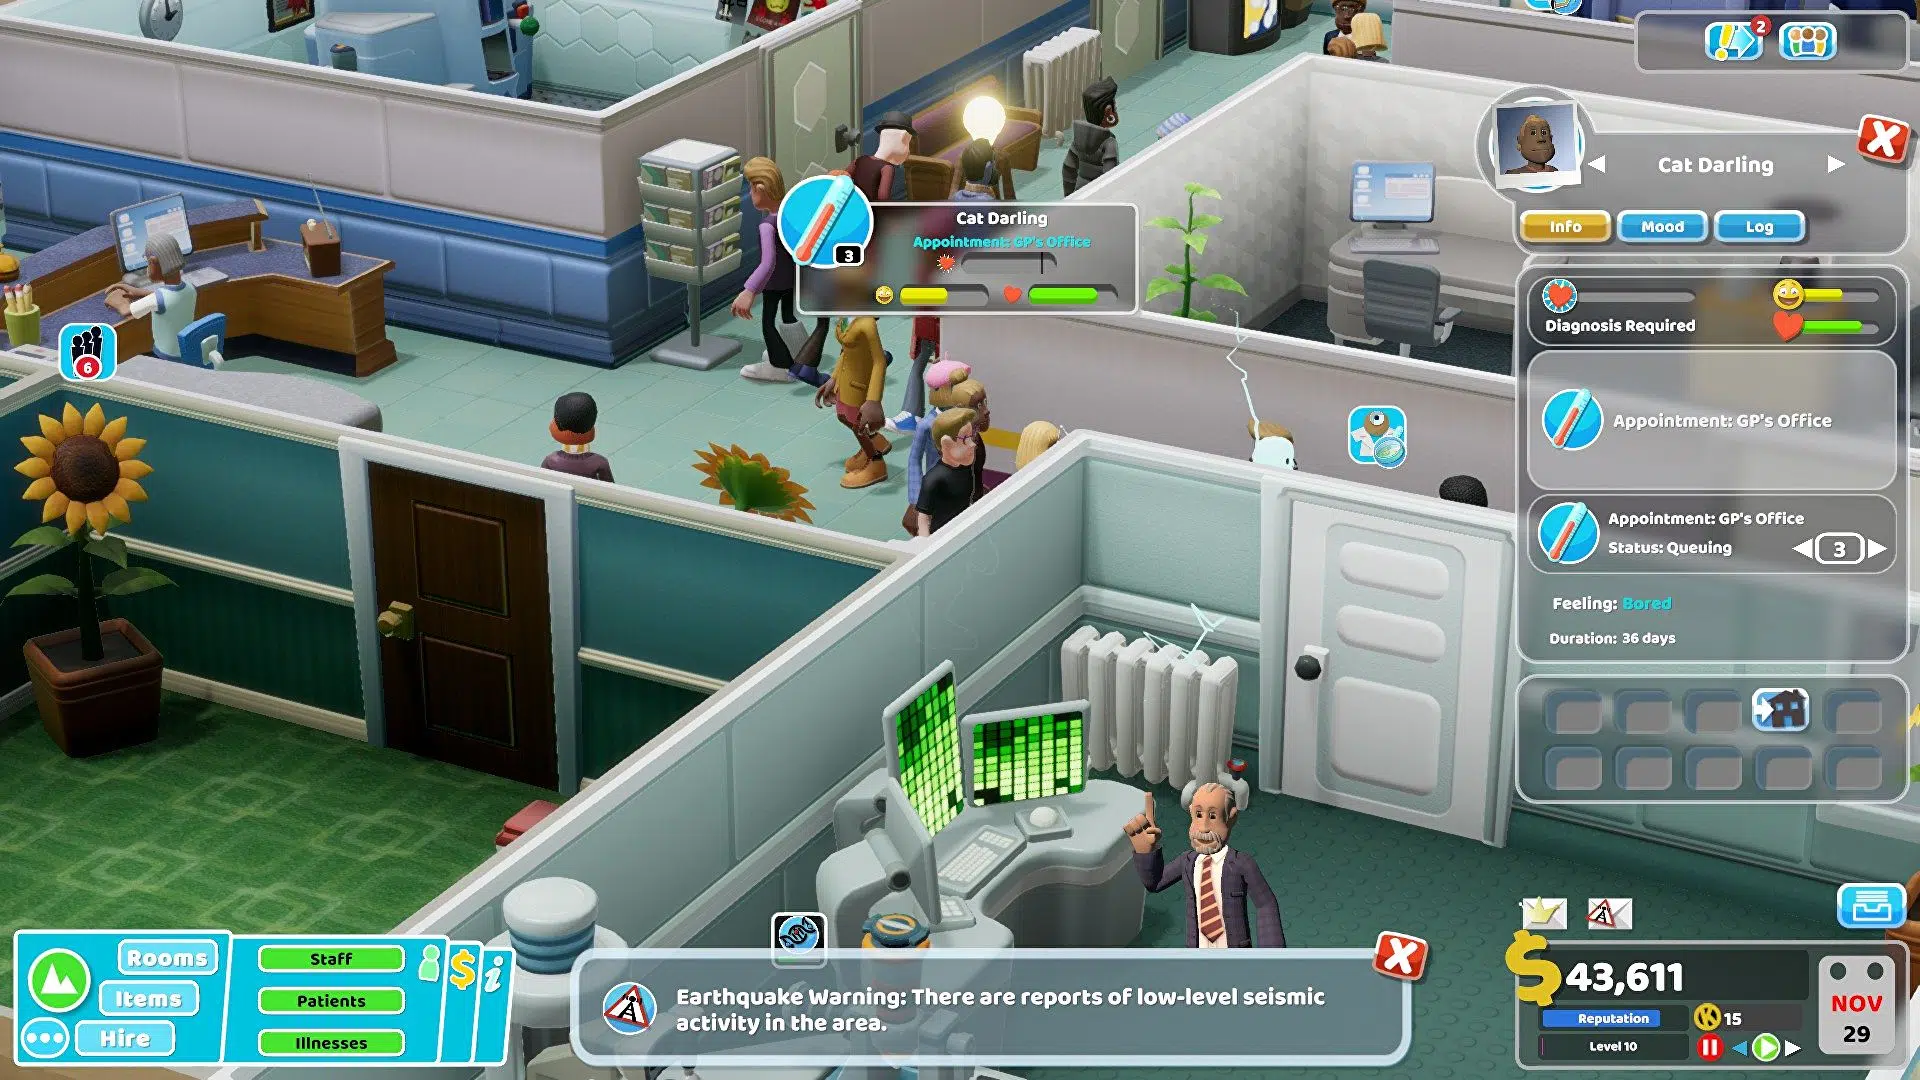 2
Cat Darling
Info
Mood
Log
Diagnosis Required
Appointment: GP's Office
Appointment: GP's Office
Status: Queuing
3
Feeling: Bored
Duration: 36 days
Cat Darling
Appointment: GP's Office
3
6
Rooms
Items
Hire
Staff
Patients
Illnesses
$
i
Earthquake Warning: There are reports of low-level seismic
activity in the area.
$ 43,611
Reputation
K 15
Level 10
NOV
29